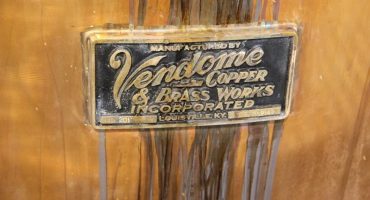 MANUFACTURED BY
Vendome
COPPER
& BRASS WORKS
INCORPORATED
LOUISVILLE, KY.